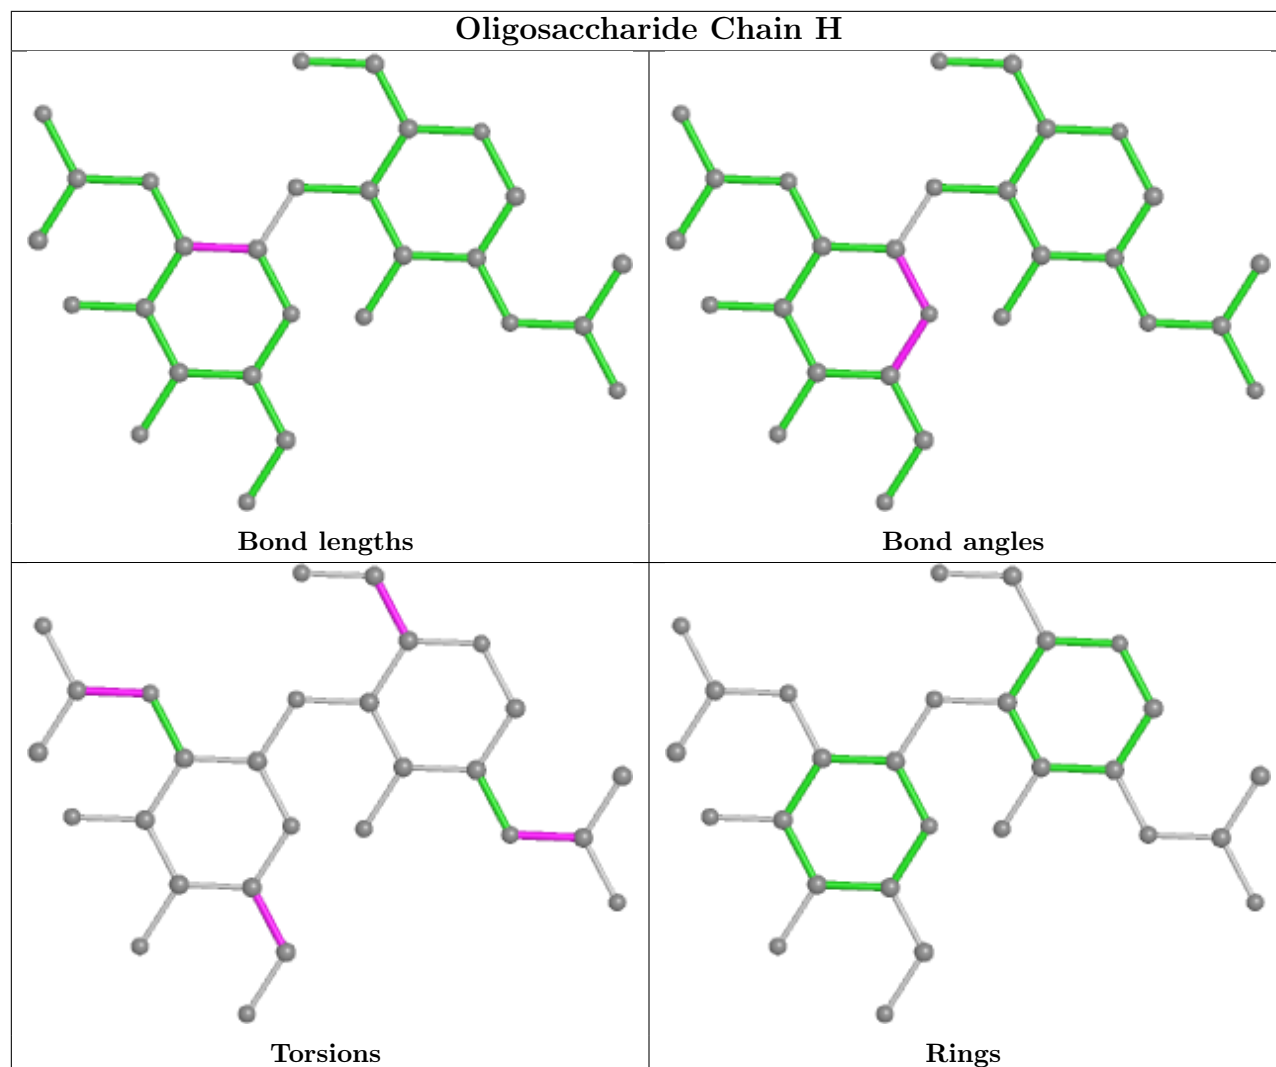 Oligosaccharide Chain H
Bond lengths
Bond angles
Torsions
Rings